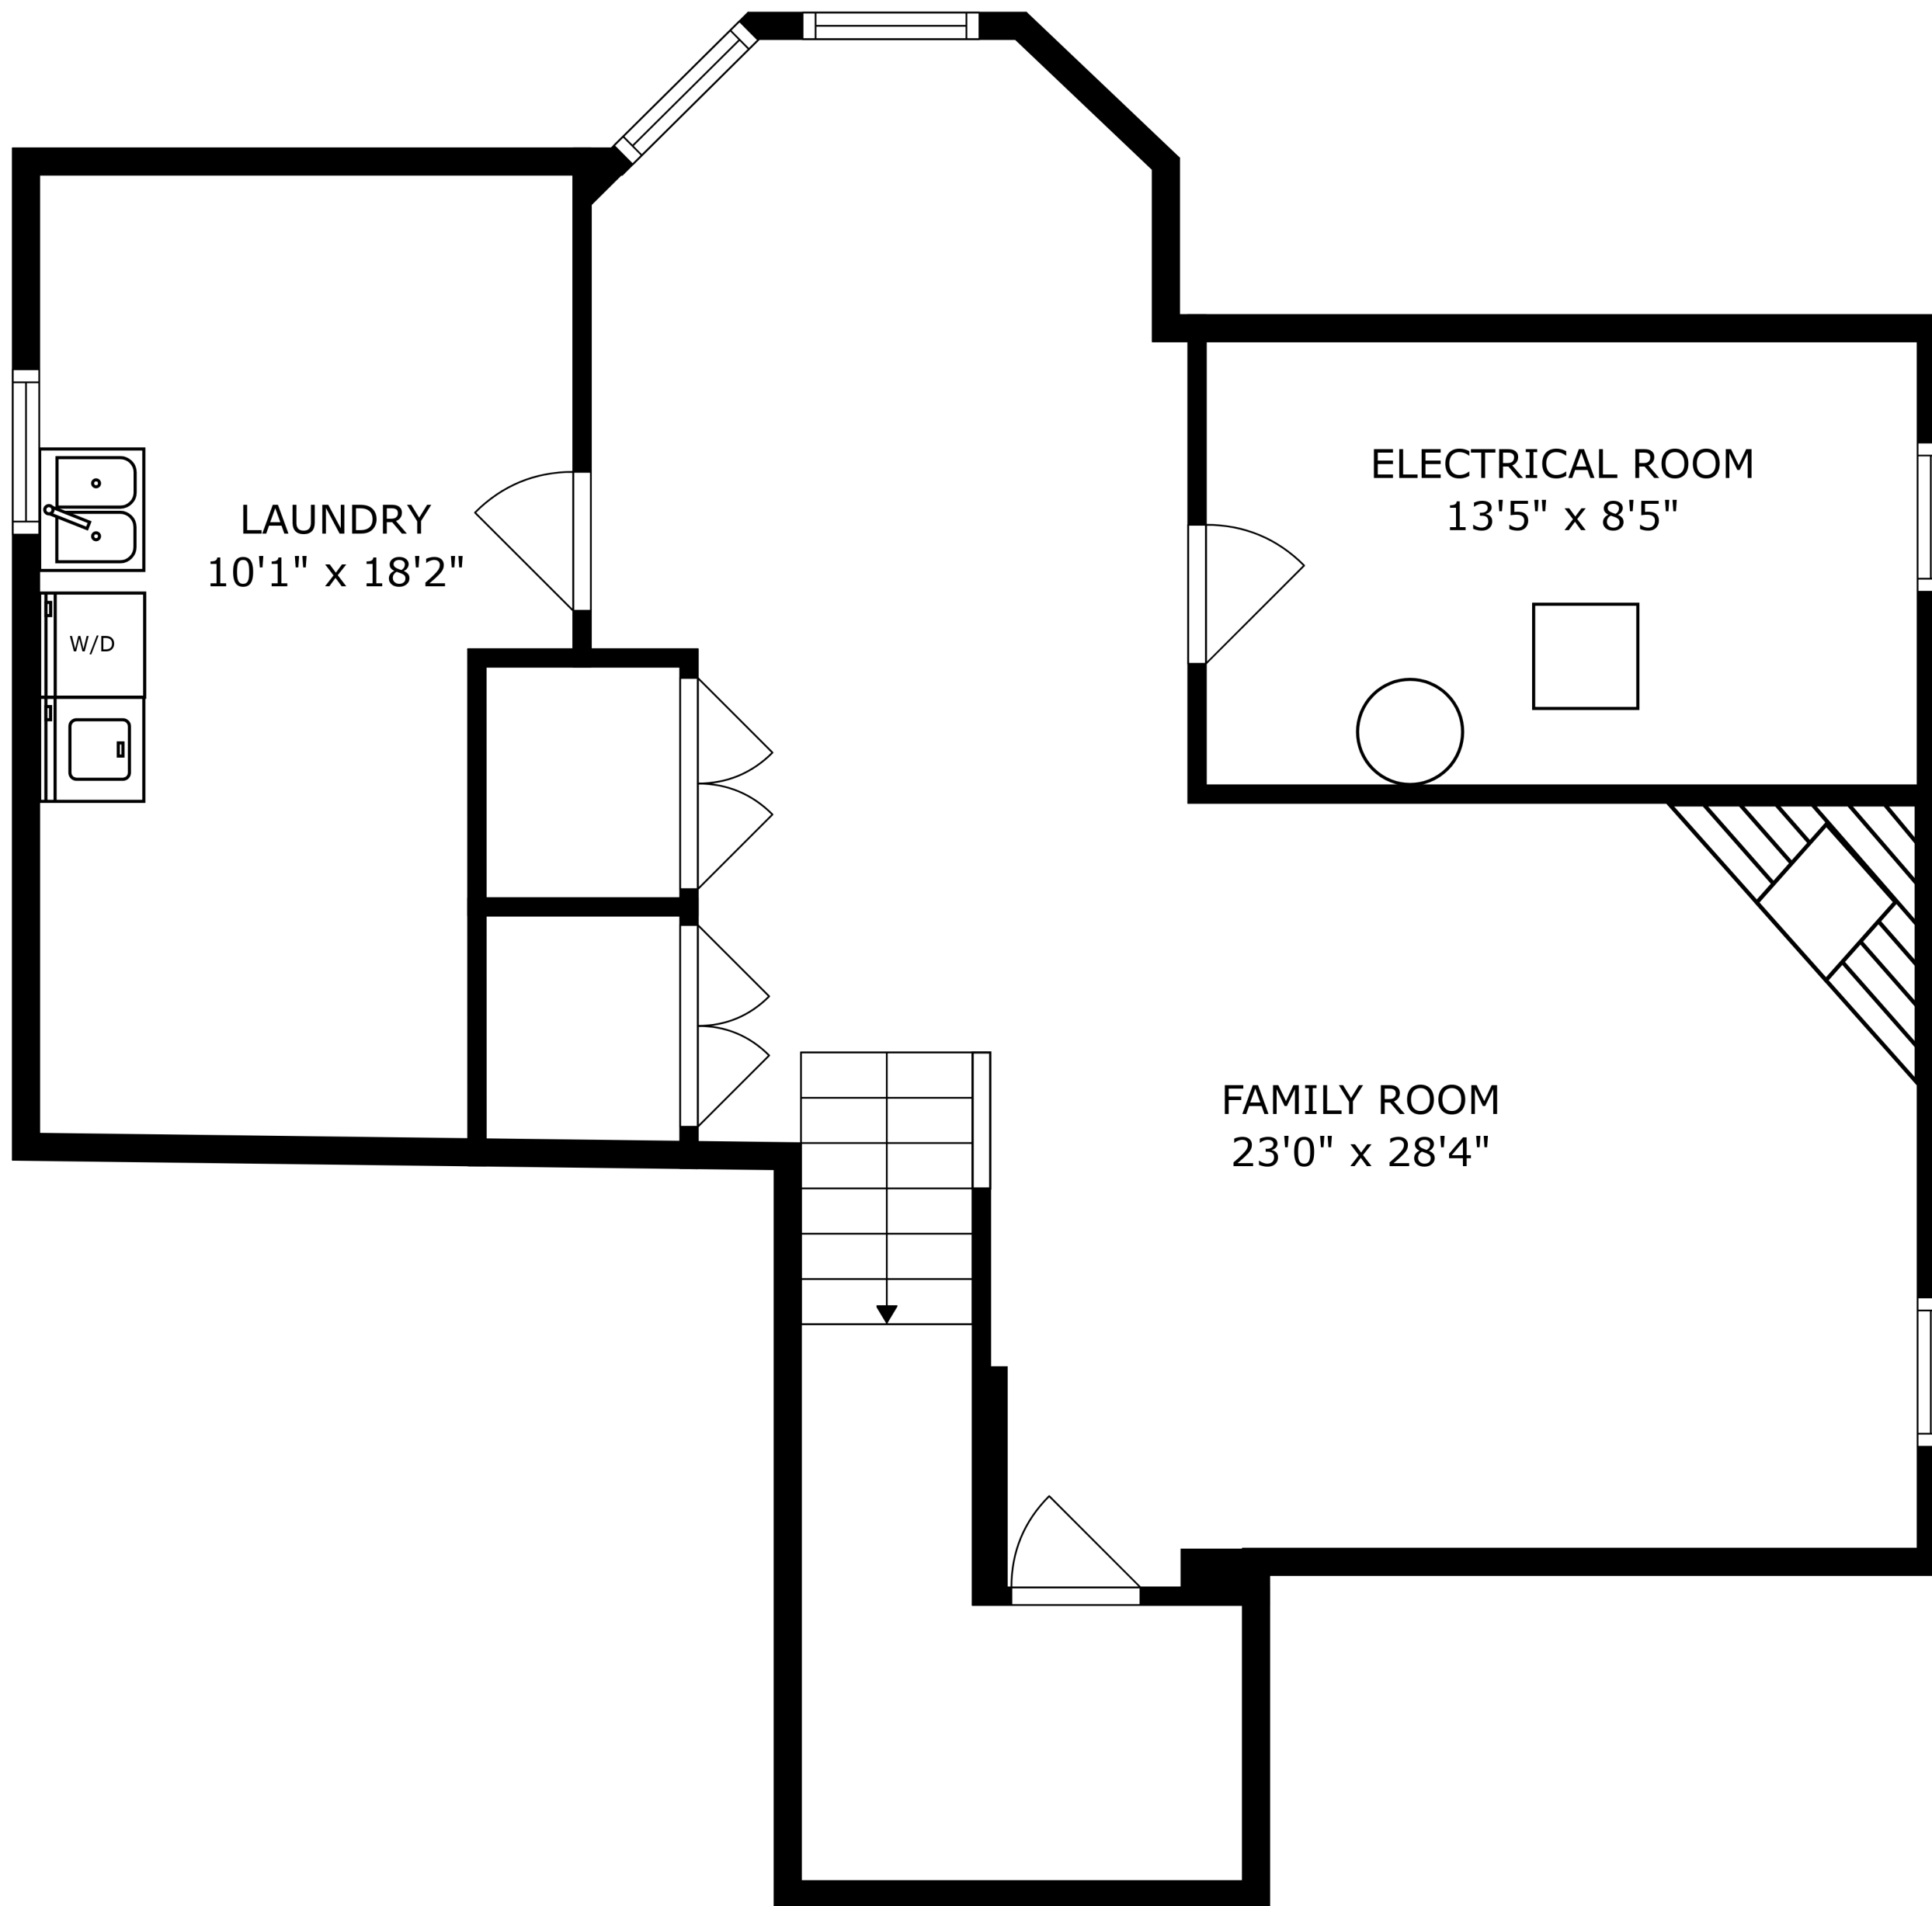 ELECTRICAL ROOM
13'5" x 8'5"
LAUNDRY
10'1" x 18'2"
W/D
FAMILY ROOM
23'0" x 28'4"